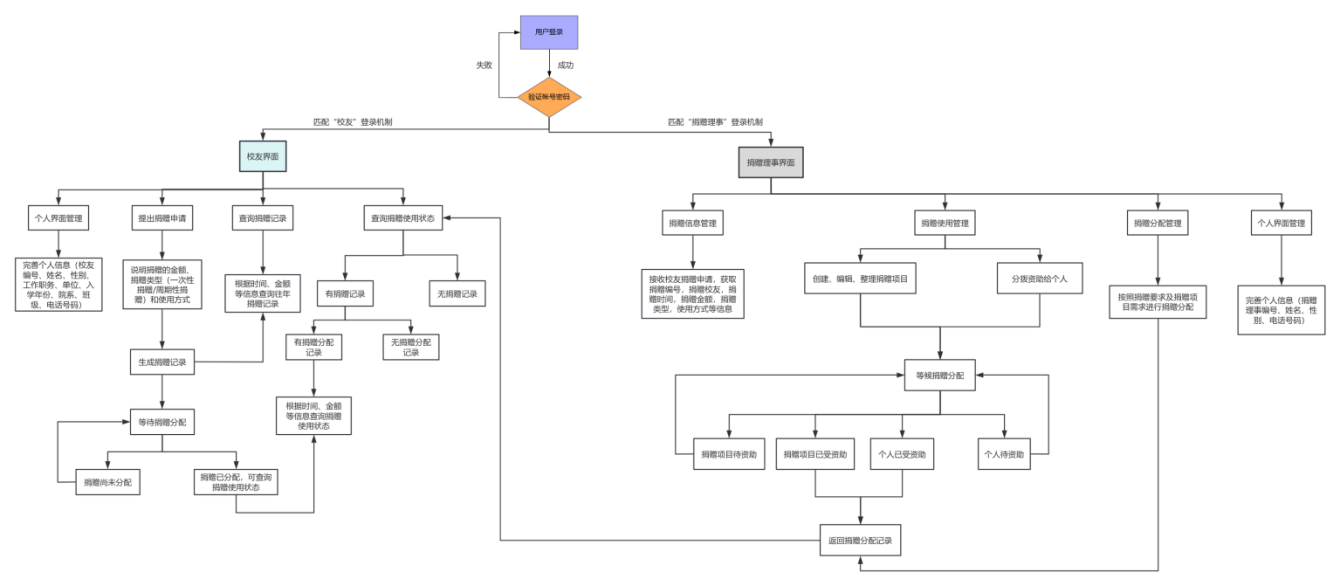 用户登录
失败
成功
验证帐号密码
匹配“校友”登录机制
匹配“捐赠理事”登录机制
校友界面
捐赠理事界面
个人界面管理
提出捐赠申请
查询捐赠记录
查询捐赠使用状态
捐赠信息管理
捐赠使用管理
捐赠分配管理
个人界面管理
完善个人信息（校友
编号、姓名、性别、
工作职务、单位、入
学年份、院系、班
级、电话号码）
说明捐赠的金额、
捐赠类型（一次性
捐赠/周期性捐
赠）和使用方式
根据时间、金额
等信息查询往年
捐赠记录
有捐赠记录
无捐赠记录
接收校友捐赠申请，获取
捐赠编号，捐赠校友，捐
赠时间，捐赠金额，捐赠
类型，使用方式等信息
创建、编辑、整理捐赠项目
分拨资助给个人
按照捐赠要求及捐赠项
目需求进行捐赠分配
完善个人信息（捐赠
理事编号、姓名、性
别、电话号码）
生成捐赠记录
有捐赠分配
记录
无捐赠分配
记录
等候捐赠分配
等待捐赠分配
根据时间、金额
等信息查询捐赠
使用状态
捐赠项目待资助
捐赠项目已受资助
个人已受资助
个人待资助
捐赠尚未分配
捐赠已分配，可查询
捐赠使用状态
返回捐赠分配记录